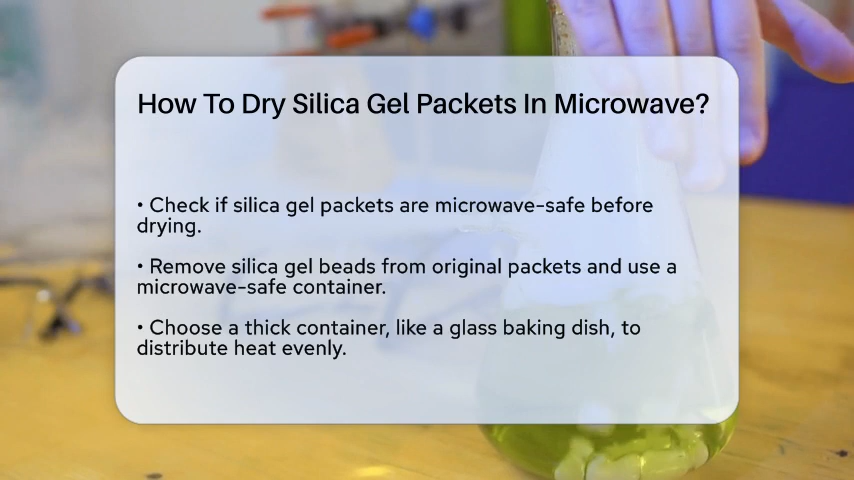 How To Dry Silica Gel Packets In Microwave?
• Check if silica gel packets are microwave-safe before
drying.
• Remove silica gel beads from original packets and use a
microwave-safe container.
• Choose a thick container, like a glass baking dish, to
distribute heat evenly.